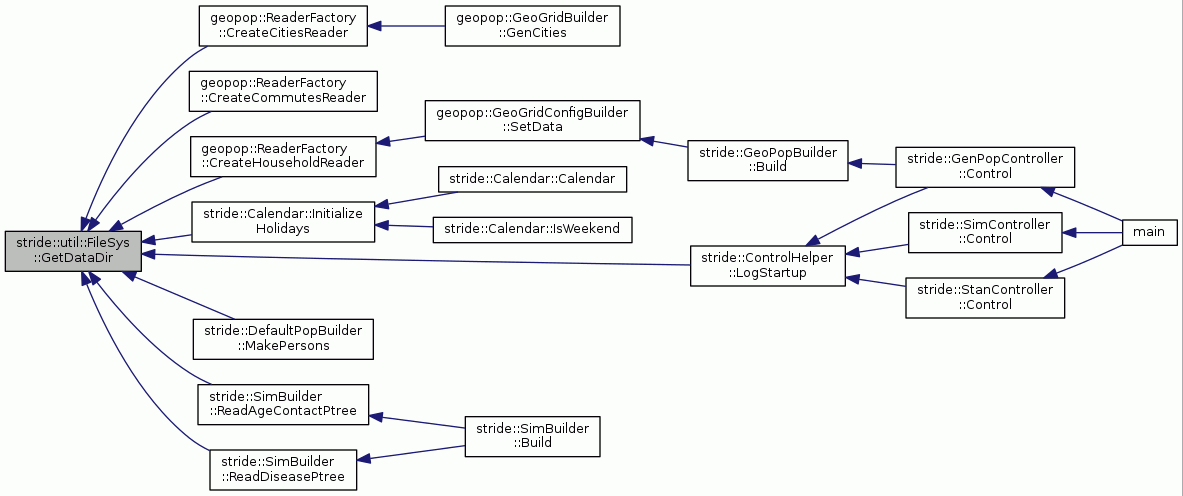 geopop::ReaderFactory
::CreateCitiesReader
geopop::GeoGridBuilder
::GenCities
geopop::ReaderFactory
::CreateCommutesReader
geopop::GeoGridConfigBuilder
::SetData
geopop::ReaderFactory
::CreateHouseholdReader
stride::GeoPopBuilder
::Build
stride::GenPopController
::Control
stride::Calendar::Calendar
stride::Calendar::Initialize
Holidays
stride::Calendar::IsWeekend
stride::SimController
::Control
main
stride::util::FileSys
::GetDataDir
stride::ControlHelper
::LogStartup
stride::StanController
::Control
stride::DefaultPopBuilder
::MakePersons
stride::SimBuilder
::ReadAgeContactPtree
stride::SimBuilder
::Build
stride::SimBuilder
::ReadDiseasePtree